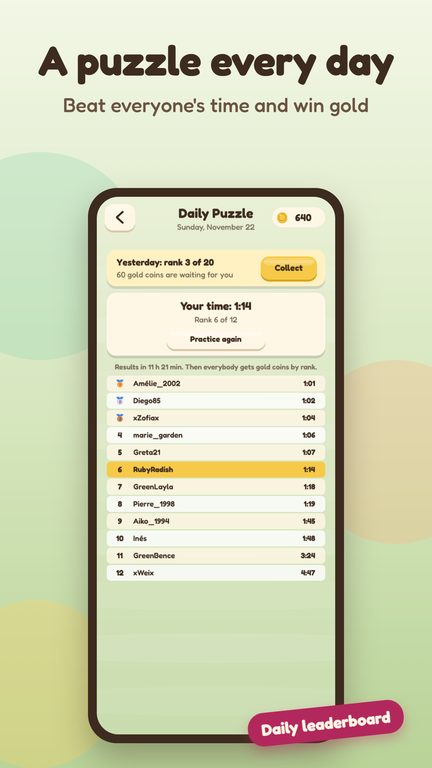 A puzzle every day
Beat everyone's time and win gold
Daily Puzzle
Sunday, November 22
640
Yesterday: rank 3 of 20
60 gold coins are waiting for you
Collect
Your time: 1:14
Rank 6 of 12
Practice again
Results in 11 h 21 min. Then everybody gets gold coins by rank.
Amélie_2002 1:01
Diego85 1:02
xZofiax 1:04
4 marie_garden 1:06
5 Greta21 1:07
6 RubyRadish 1:14
7 GreenLayla 1:18
8 Pierre_1998 1:19
9 Aiko_1994 1:45
10 Inés 1:48
11 GreenBence 3:24
12 xWeix 4:47
Daily leaderboard